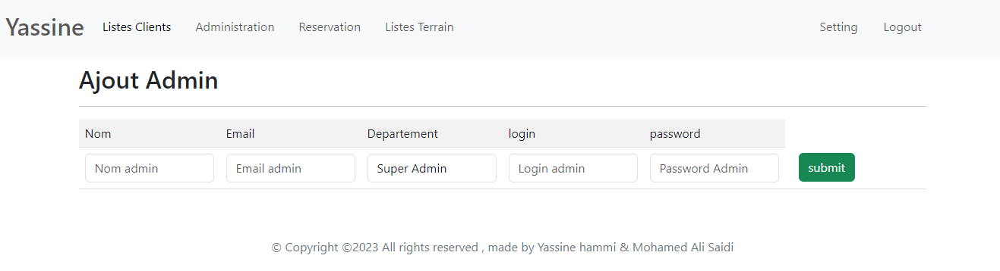 Yassine Listes Clients Administration Reservation Listes Terrain Setting Logout
Ajout Admin
Nom Email Departement login password
Nom admin Email admin Super Admin Login admin Password Admin submit
© Copyright ©2023 All rights reserved , made by Yassine hammi & Mohamed Ali Saidi